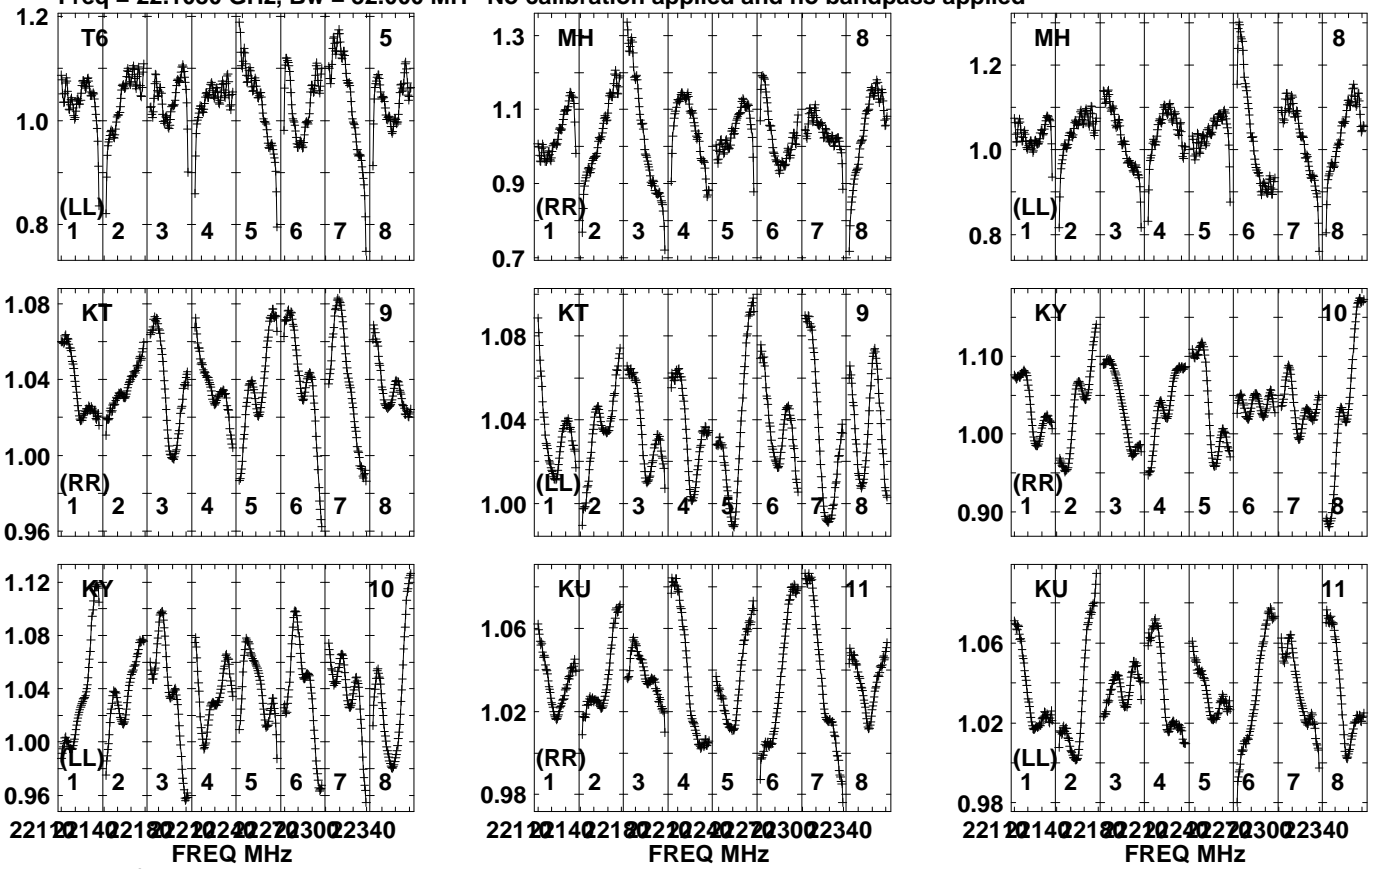 Freq = 22.1080 GHz, Bw = 32.000 MH No calibration applied and no bandpass applied
1.2 T6 5
1.0
0.8 (LL)
1 2 3 4 5 6 7 8
1.3 MH 8
1.1
0.9
(RR)
1 2 3 4 5 6 7 8
0.7
MH 8
1.2
1.0
(LL)
0.8 1 2 3 4 5 6 7 8
1.08 KT 9
1.04
1.00
(RR)
1 2 3 4 5 6 7 8
0.96
KT 9
1.08
1.04
(LL)
1.00 1 2 3 4 5 6 7 8
KY 10
1.10
1.00
(RR)
0.90 1 2 3 4 5 6 7 8
1.12 KY 10
1.08
1.04
1.00 (LL)
1 2 3 4 5 6 7 8
0.96
FREQ MHz
KU 11
1.06
1.02
(RR)
0.98 1 2 3 4 5 6 7 8
FREQ MHz
KU 11
1.06
1.02
(LL)
1 2 3 4 5 6 7 8
0.98
FREQ MHz